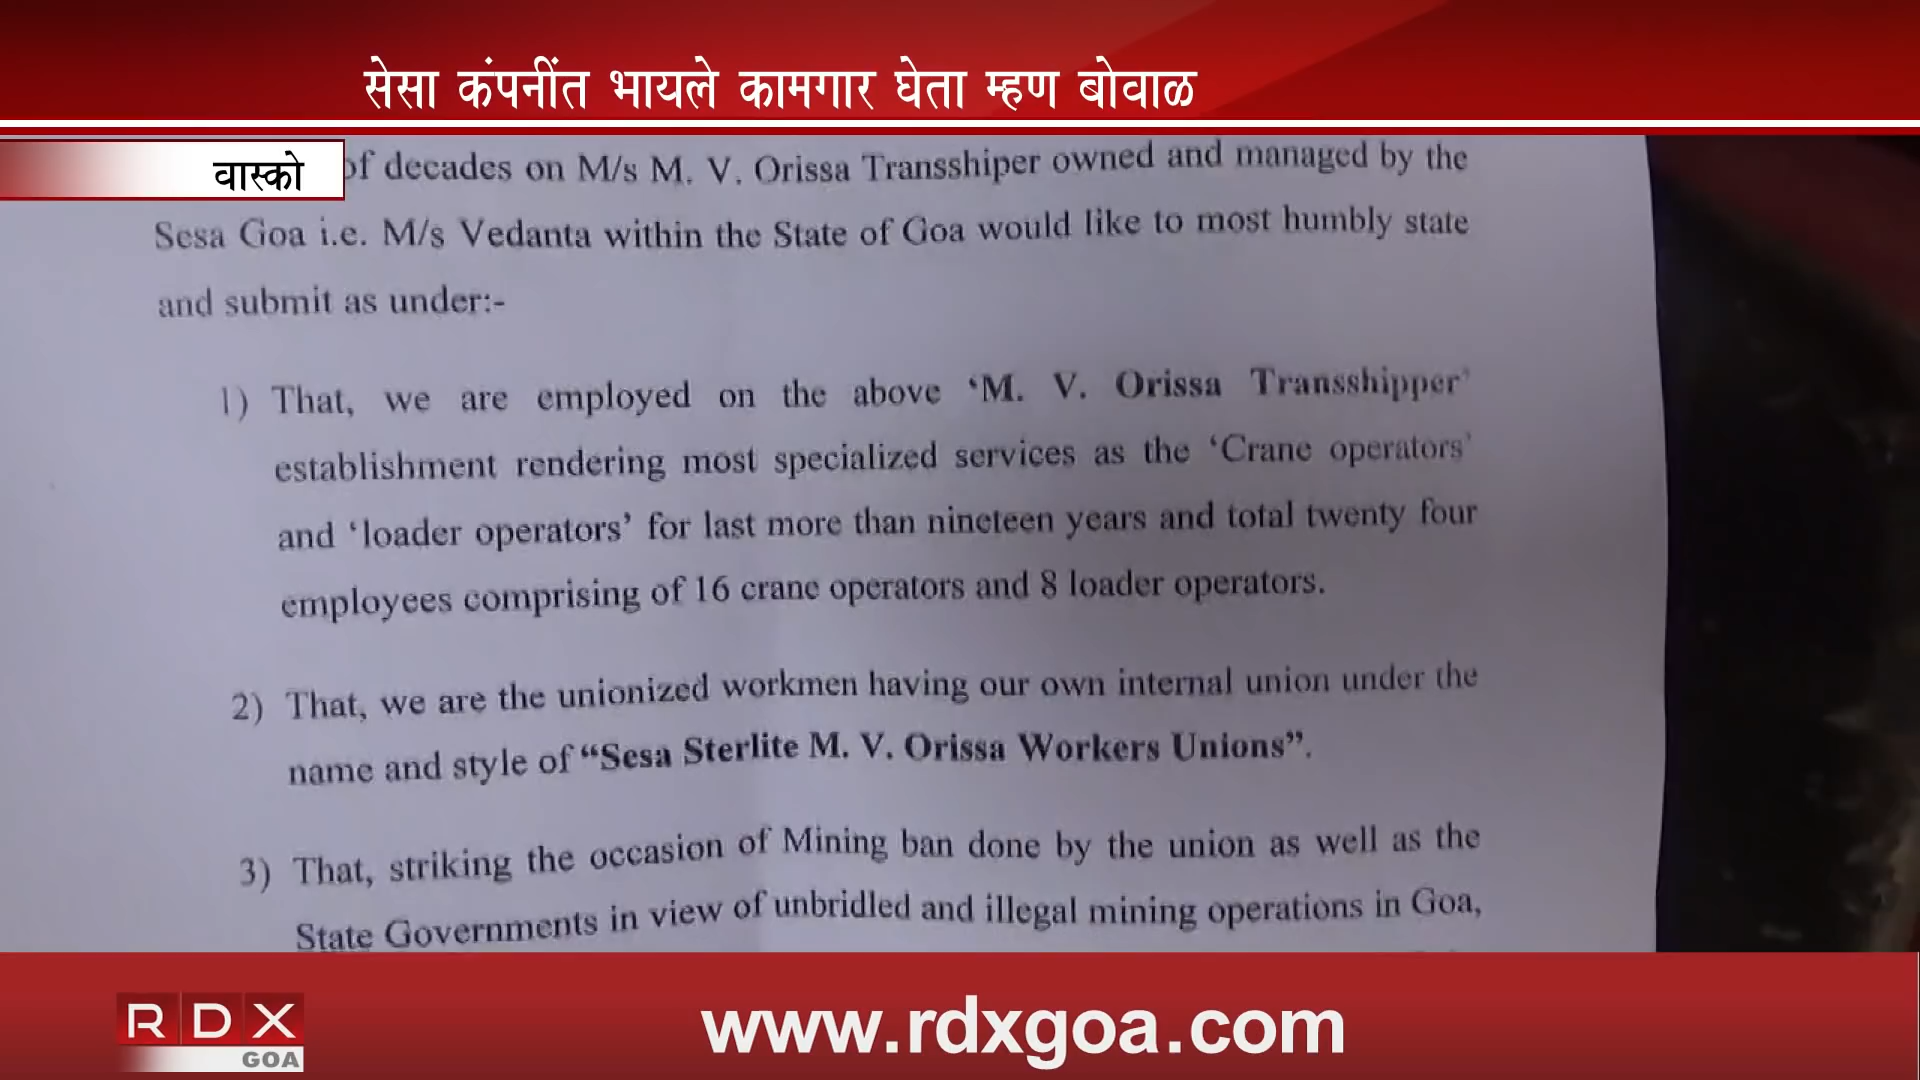 सेसा कंपनींत भायले कामगार घेता म्हण बोवाळ
वास्को
of decades on M/s M. V. Orissa Transshiper owned and managed by the
Sesa Goa i.e. M/s Vedanta within the State of Goa would like to most humbly state
and submit as under:-
1) That, we are employed on the above ‘M. V. Orissa Transshipper’
establishment rendering most specialized services as the ‘Crane operators’
and ‘loader operators’ for last more than nineteen years and total twenty four
employees comprising of 16 crane operators and 8 loader operators.
2) That, we are the unionized workmen having our own internal union under the
name and style of “Sesa Sterlite M. V. Orissa Workers Unions”.
3) That, striking the occasion of Mining ban done by the union as well as the
State Governments in view of unbridled and illegal mining operations in Goa,
RDX
GOA
www.rdxgoa.com